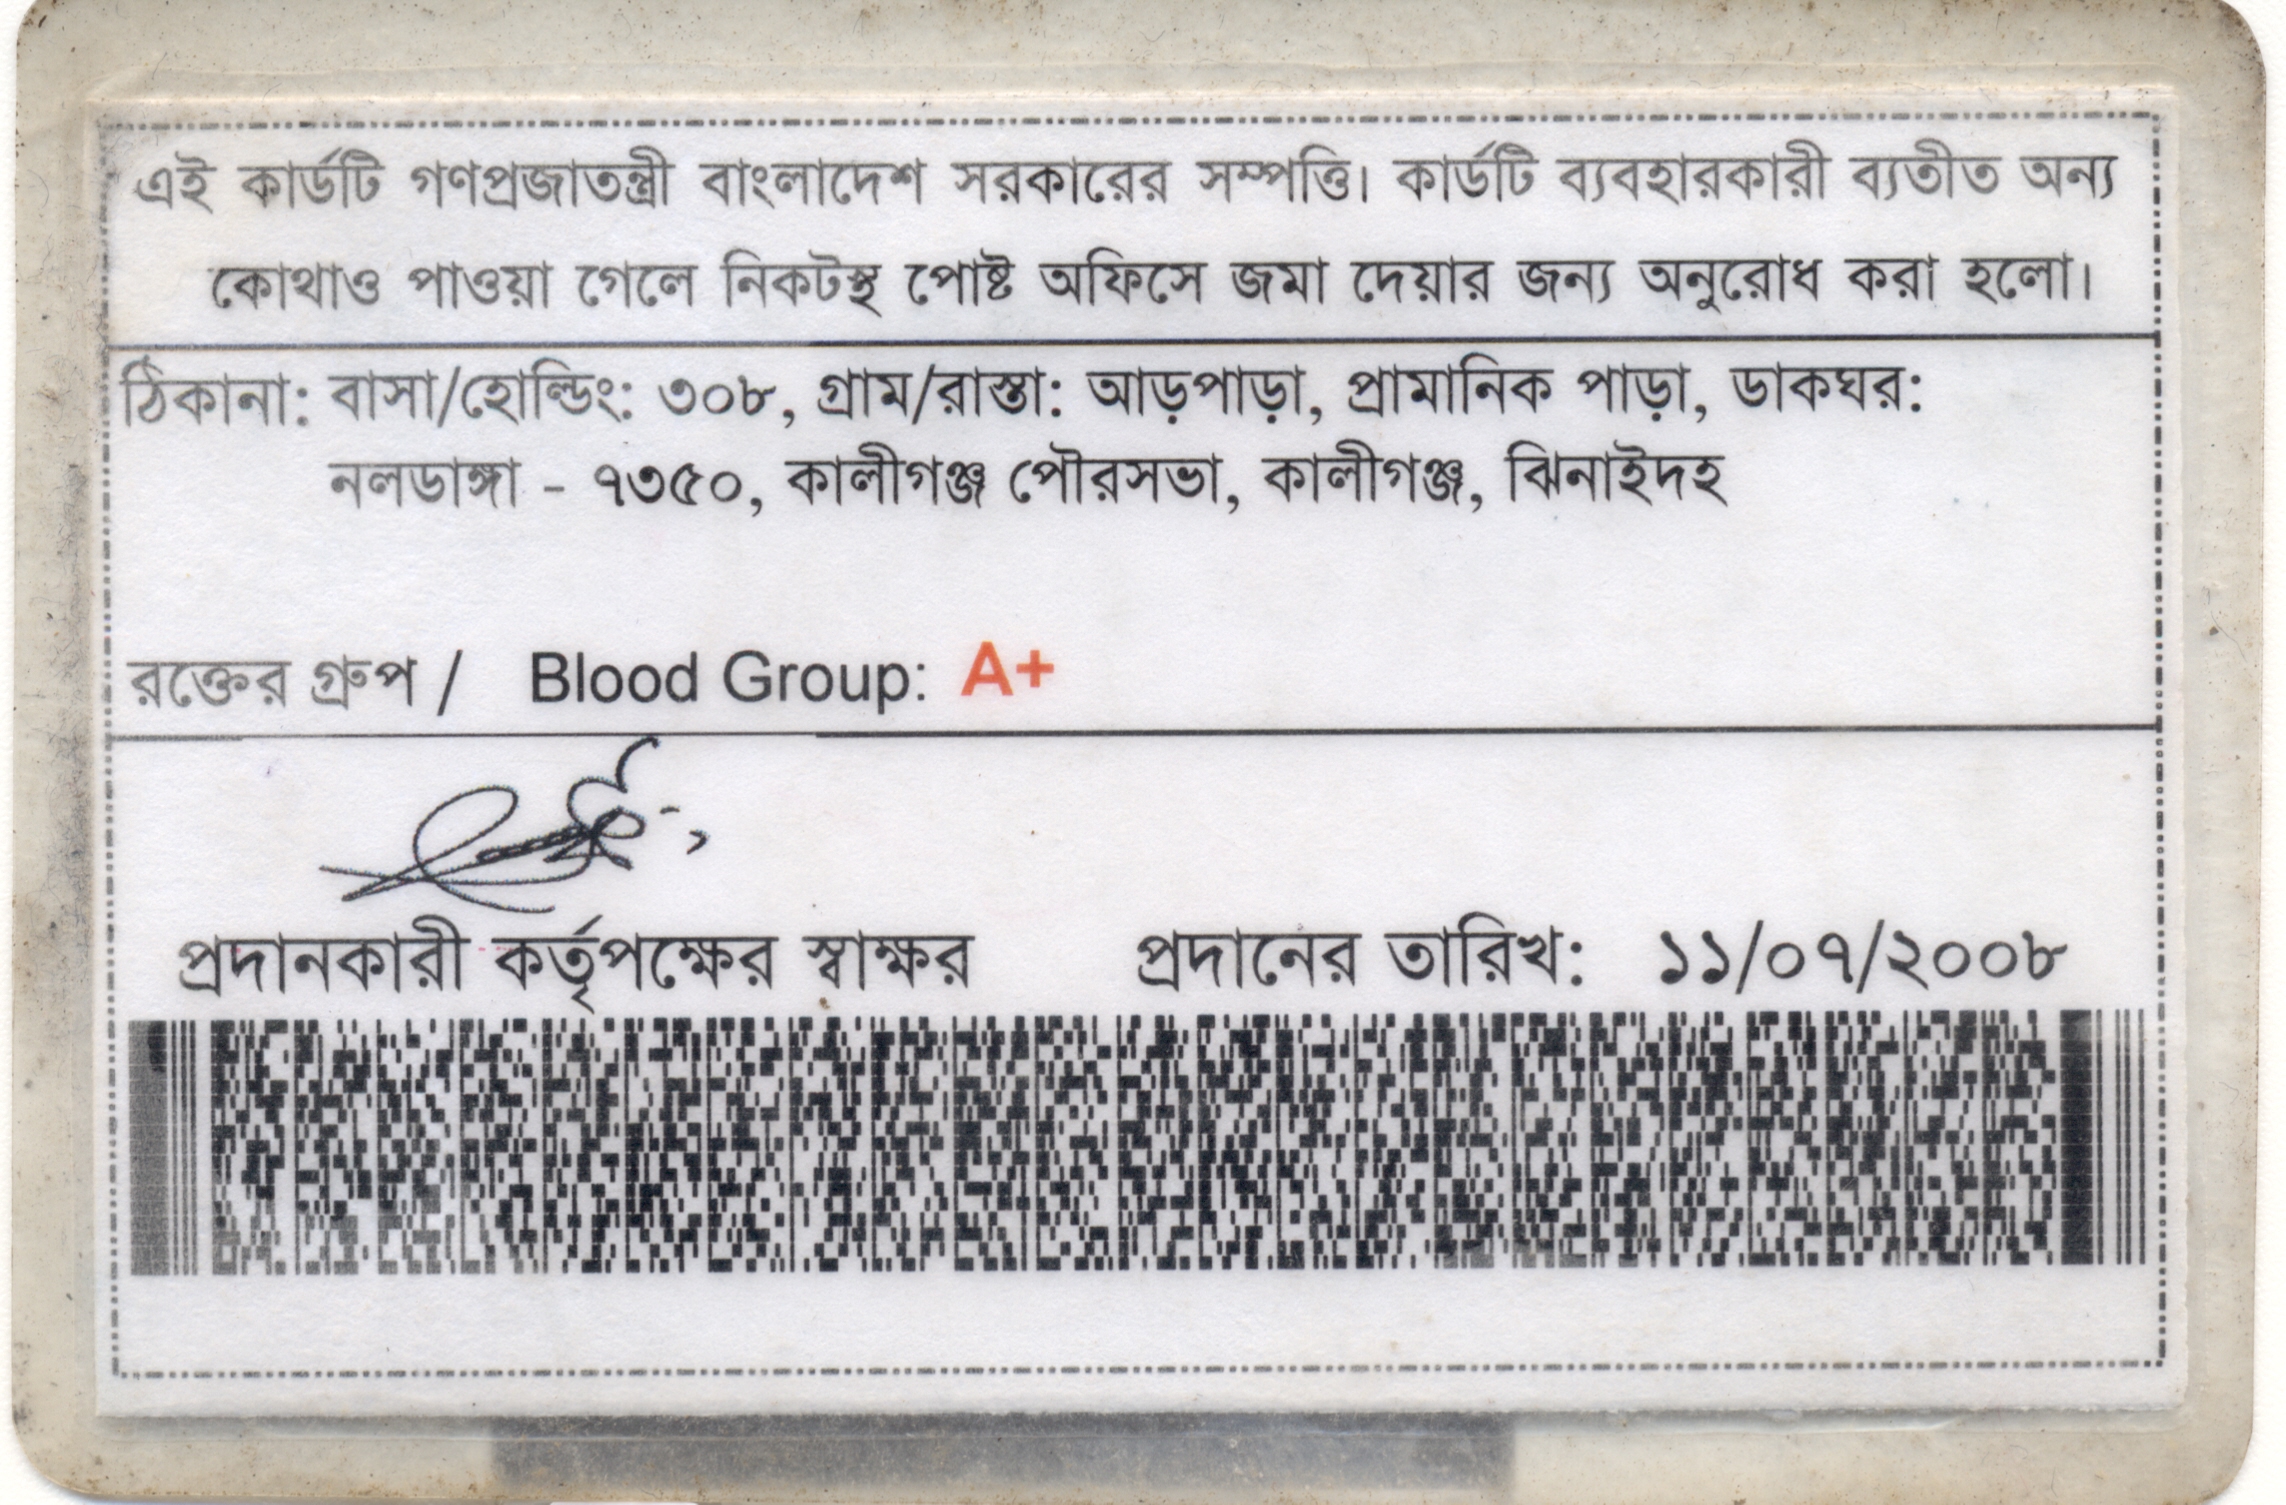 এই কার্ডটি গণপ্রজাতন্ত্রী বাংলাদেশ সরকারের সম্পত্তি। কার্ডটি ব্যবহারকারী ব্যতীত অন্য
কোথাও পাওয়া গেলে নিকটস্থ পোষ্ট অফিসে জমা দেয়ার জন্য অনুরোধ করা হলো।
ঠিকানা: বাসা/হোল্ডিং: ৩০৮, গ্রাম/রাস্তা: আড়পাড়া, প্রামানিক পাড়া, ডাকঘর:
নলডাঙ্গা - ৭৩৫০, কালীগঞ্জ পৌরসভা, কালীগঞ্জ, ঝিনাইদহ
রক্তের গ্রুপ / Blood Group: A+
প্রদানকারী কর্তৃপক্ষের স্বাক্ষর প্রদানের তারিখ: ১১/০৭/২০০৮